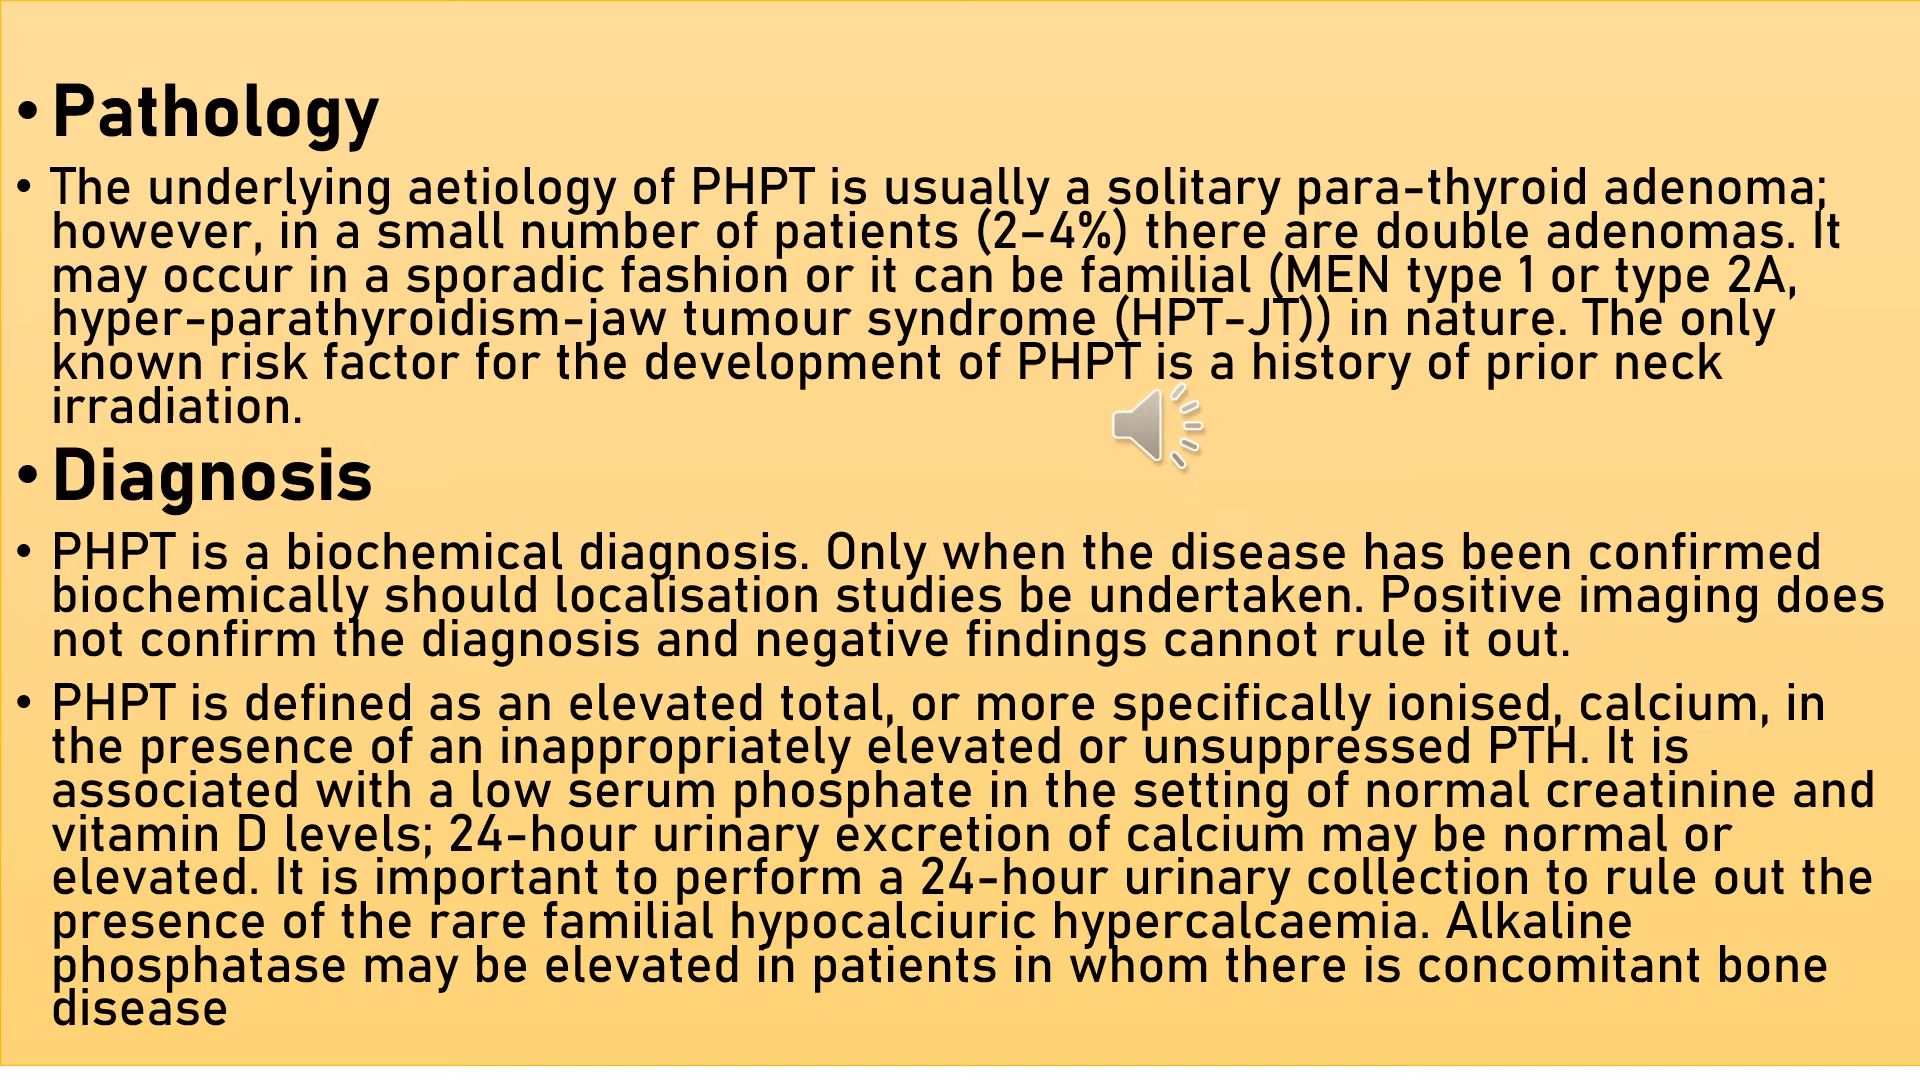 • Pathology
• The underlying aetiology of PHPT is usually a solitary para-thyroid adenoma;
however, in a small number of patients (2–4%) there are double adenomas. It
may occur in a sporadic fashion or it can be familial (MEN type 1 or type 2A,
hyper-parathyroidism-jaw tumour syndrome (HPT-JT)) in nature. The only
known risk factor for the development of PHPT is a history of prior neck
irradiation.
• Diagnosis
• PHPT is a biochemical diagnosis. Only when the disease has been confirmed
biochemically should localisation studies be undertaken. Positive imaging does
not confirm the diagnosis and negative findings cannot rule it out.
• PHPT is defined as an elevated total, or more specifically ionised, calcium, in
the presence of an inappropriately elevated or unsuppressed PTH. It is
associated with a low serum phosphate in the setting of normal creatinine and
vitamin D levels; 24-hour urinary excretion of calcium may be normal or
elevated. It is important to perform a 24-hour urinary collection to rule out the
presence of the rare familial hypocalciuric hypercalcaemia. Alkaline
phosphatase may be elevated in patients in whom there is concomitant bone
disease